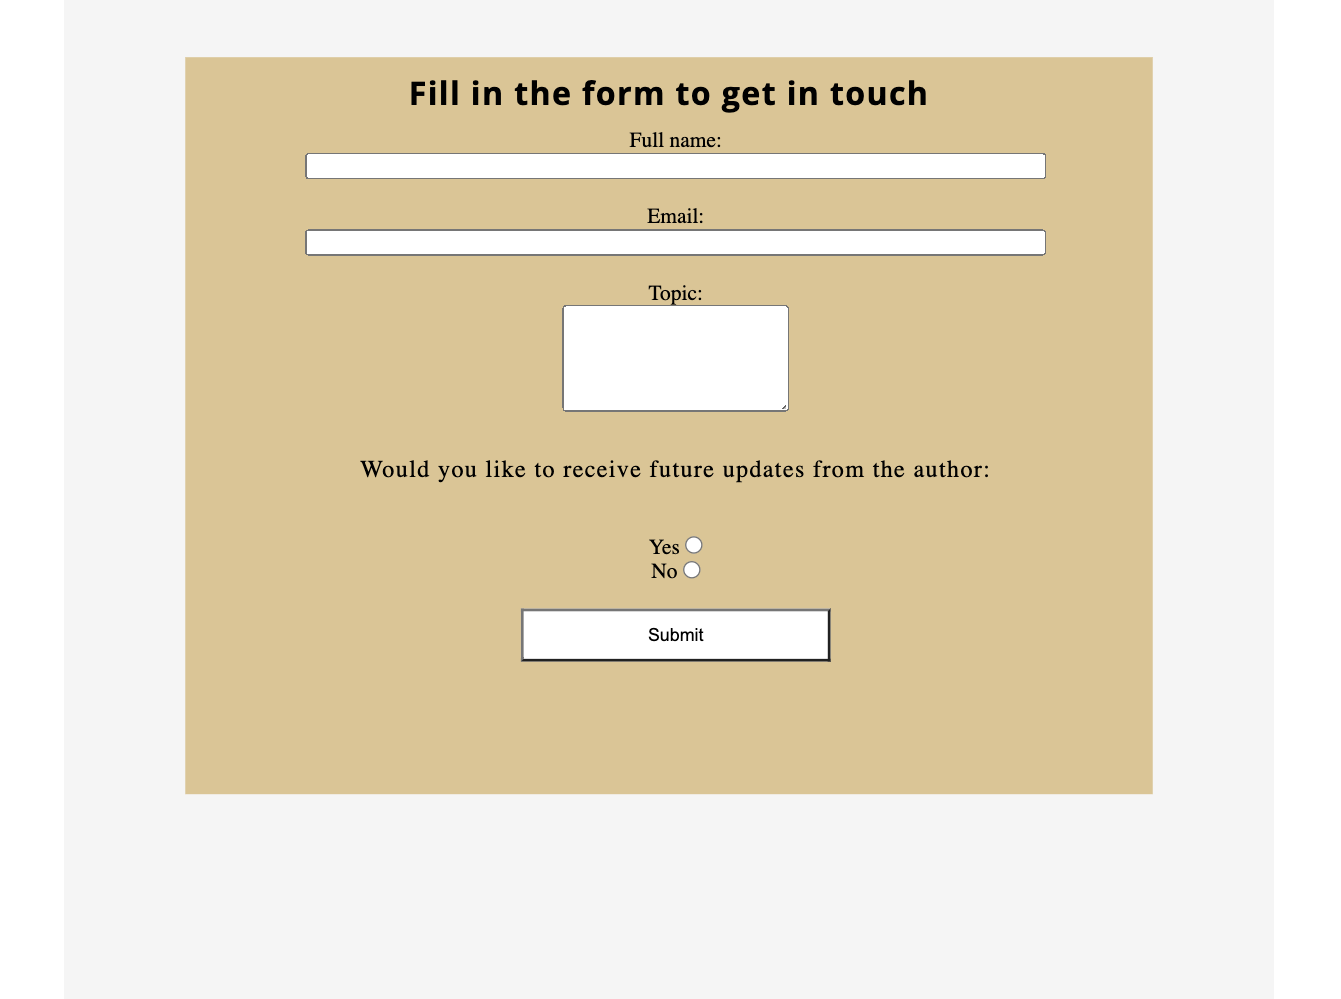 Fill in the form to get in touch
Full name:
Email:
Topic:
Would you like to receive future updates from the author:
Yes
No
Submit